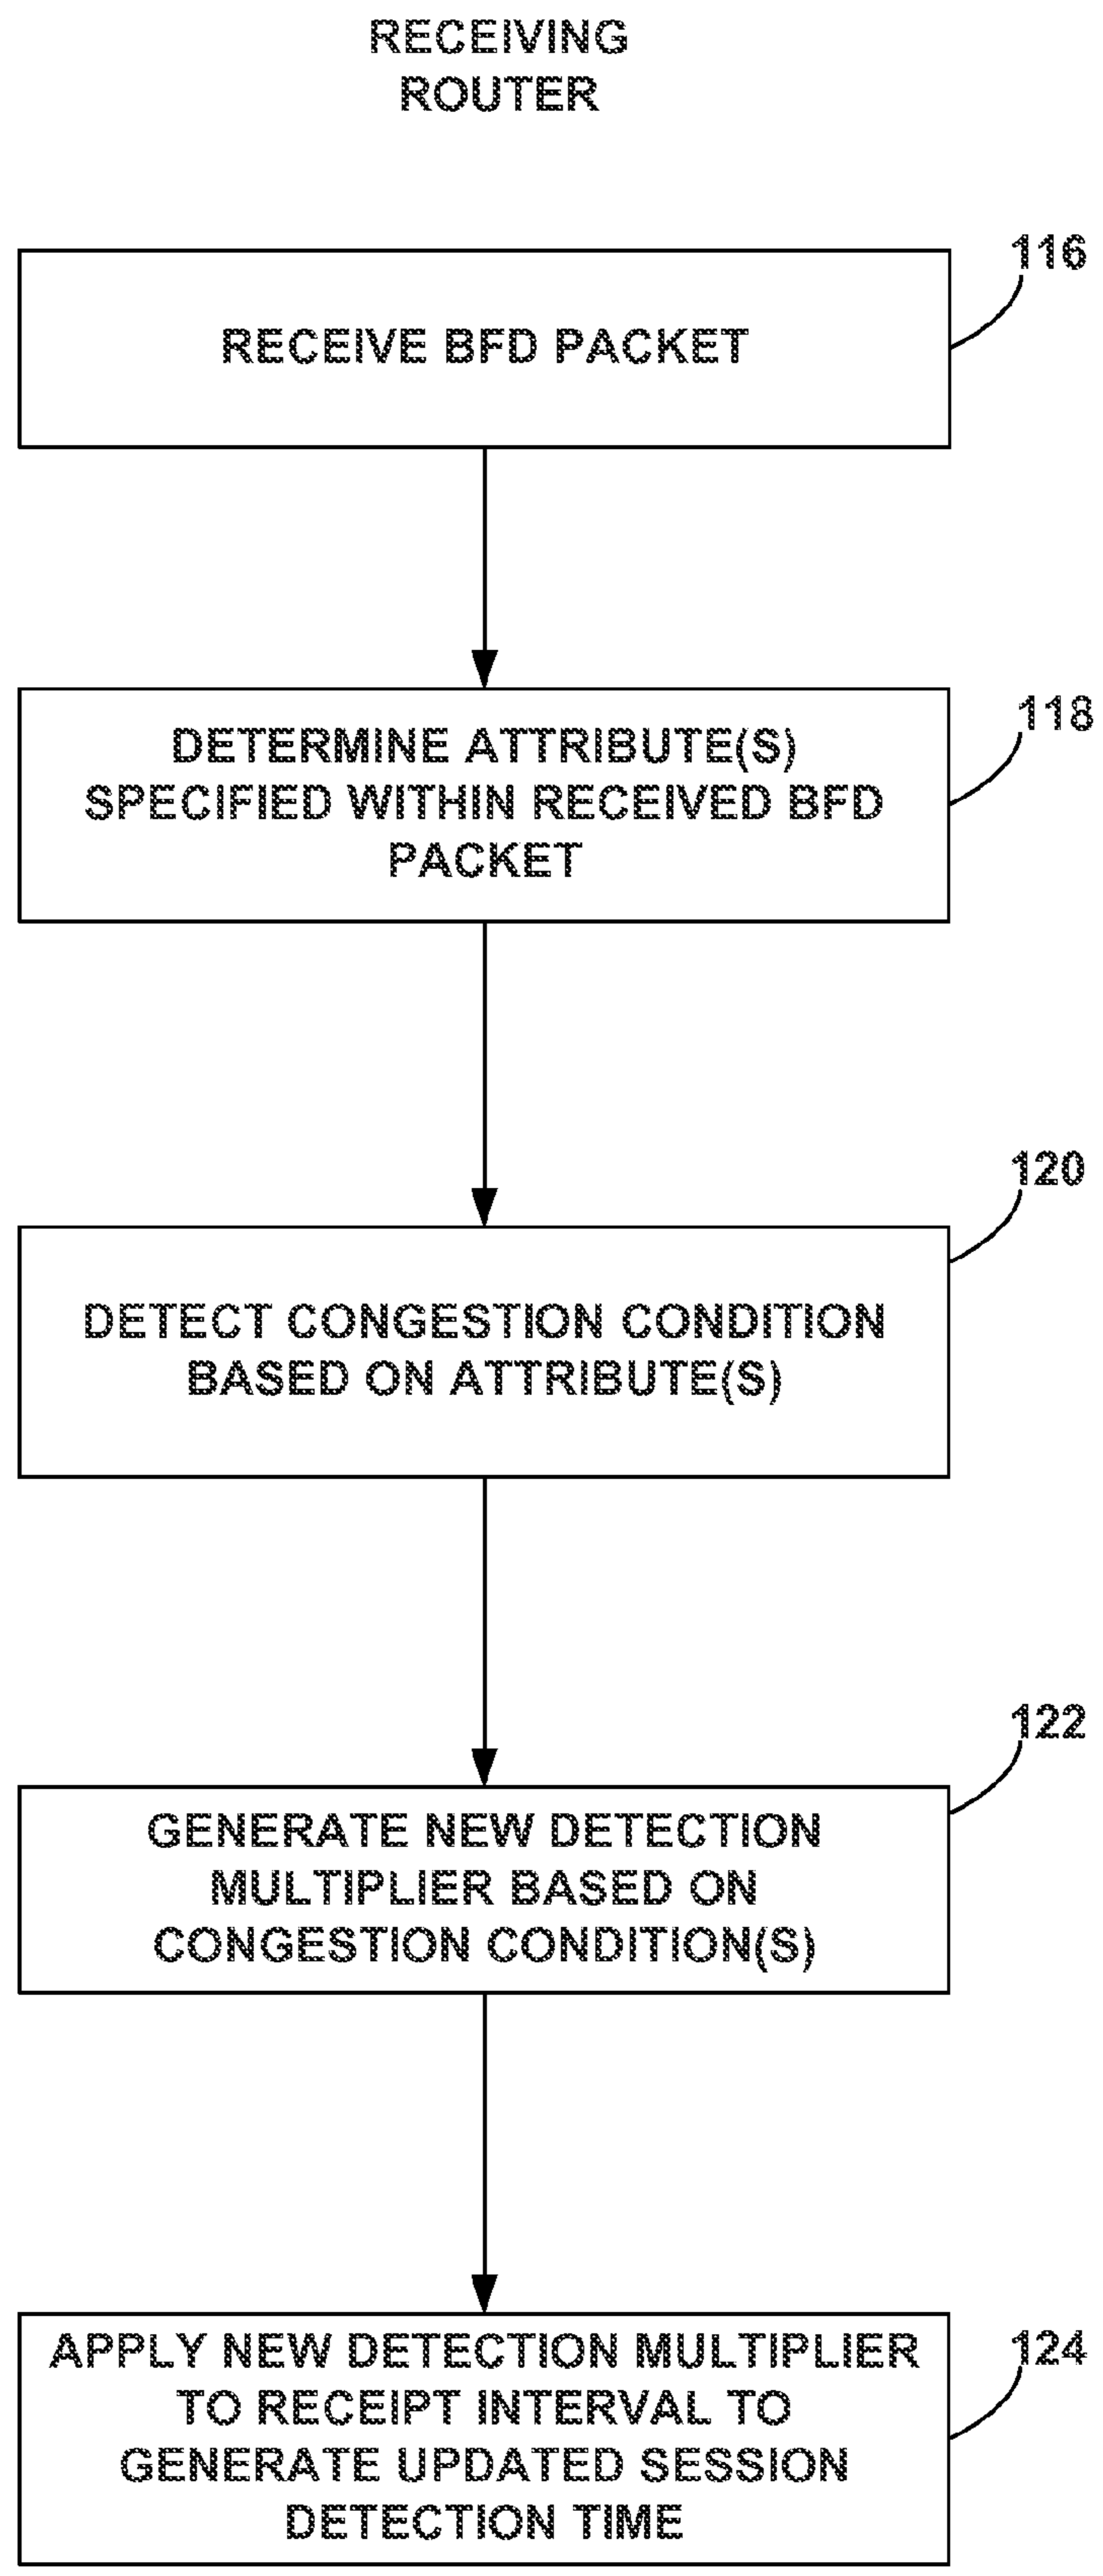 RECEIVING
ROUTER
116
RECEIVE BFD PACKET
118
DETERMINE ATTRIBUTE(S)
SPECIFIED WITHIN RECEIVED BFD
PACKET
120
DETECT CONGESTION CONDITION
BASED ON ATTRIBUTE(S)
122
GENERATE NEW DETECTION
MULTIPLIER BASED ON
CONGESTION CONDITION(S)
124
APPLY NEW DETECTION MULTIPLIER
TO RECEIPT INTERVAL TO
GENERATE UPDATED SESSION
DETECTION TIME